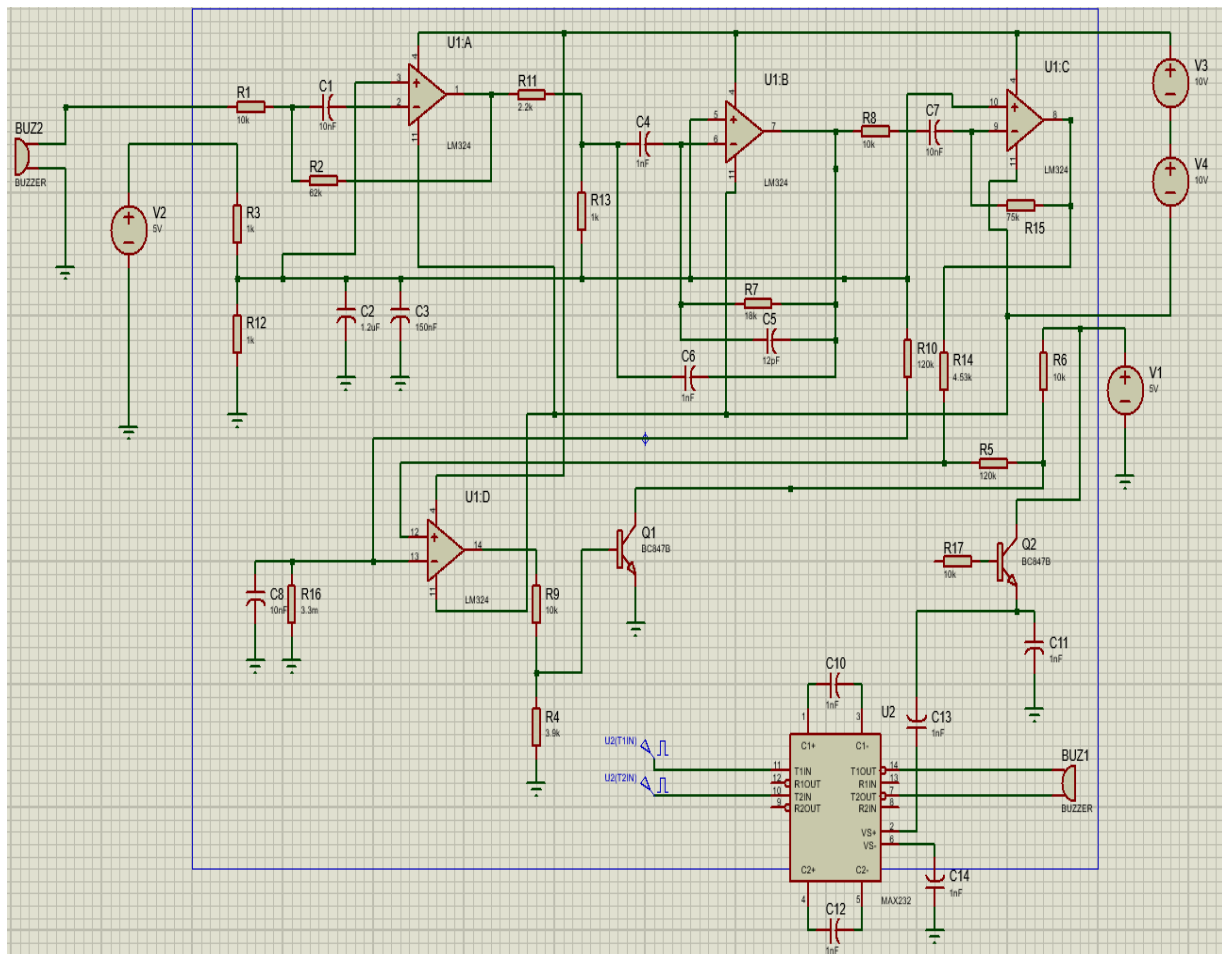 U1:A
R1
10k
C1
10nF
3
2
4
11
1
LM324
R11
2.2k
R2
62k
BUZ2
BUZZER
V2
5V
R3
1k
R12
1k
C2
1.2uF
C3
150nF
R13
1k
C4
1nF
U1:B
5
6
4
11
7
LM324
R7
18k
C5
12pF
C6
1nF
R8
10k
C7
10nF
U1:C
10
9
4
11
8
LM324
75k
R15
V3
10V
V4
10V
R10
120k
R14
4.53k
R6
10k
V1
5V
R5
120k
U1:D
12
13
4
11
14
LM324
C8
10nF
R16
3.3m
R9
10k
R4
3.9k
Q1
BC847B
R17
10k
Q2
BC847B
C11
1nF
C10
1nF
C13
1nF
U2
1
3
C1+
C1-
U2(T1IN)
U2(T2IN)
11
12
10
9
T1IN
R1OUT
T2IN
R2OUT
T1OUT
R1IN
T2OUT
R2IN
14
13
7
8
VS+
VS-
2
6
C2+
C2-
4
5
MAX232
BUZ1
BUZZER
C14
1nF
C12
1nF